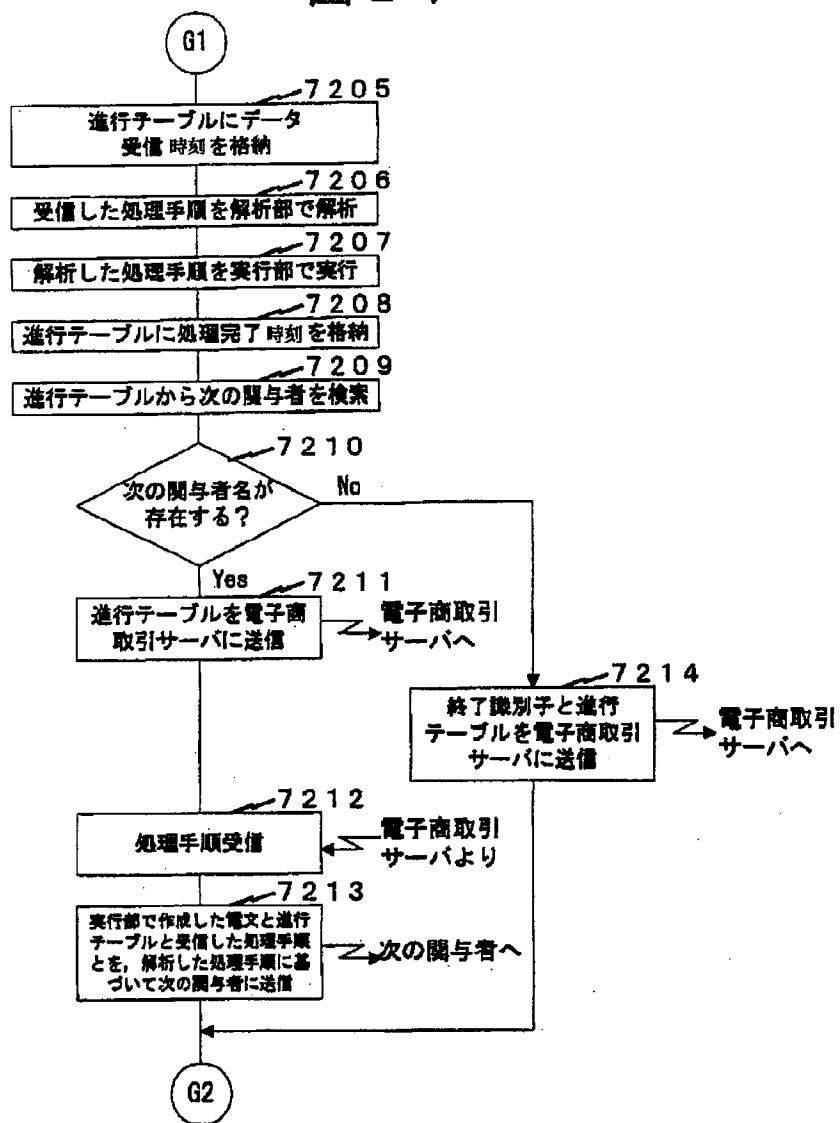 G1
7205
進行テーブルにデータ
受信時刻を格納
7206
受信した処理手順を解析部で解析
7207
解析した処理手順を実行部で実行
7208
進行テーブルに処理完了時刻を格納
7209
進行テーブルから次の関与者を検索
7210
次の関与者名が
存在する?
No
Yes
7211
進行テーブルを電子商
取引サーバに送信
電子商取引
サーバへ
7214
終了識別子と進行
テーブルを電子商取引
サーバに送信
電子商取引
サーバへ
7212
処理手順受信
電子商取引
サーバより
7213
実行部で作成した電文と進行
テーブルと受信した処理手順
とを,解析した処理手順に基
づいて次の関与者に送信
次の関与者へ
G2